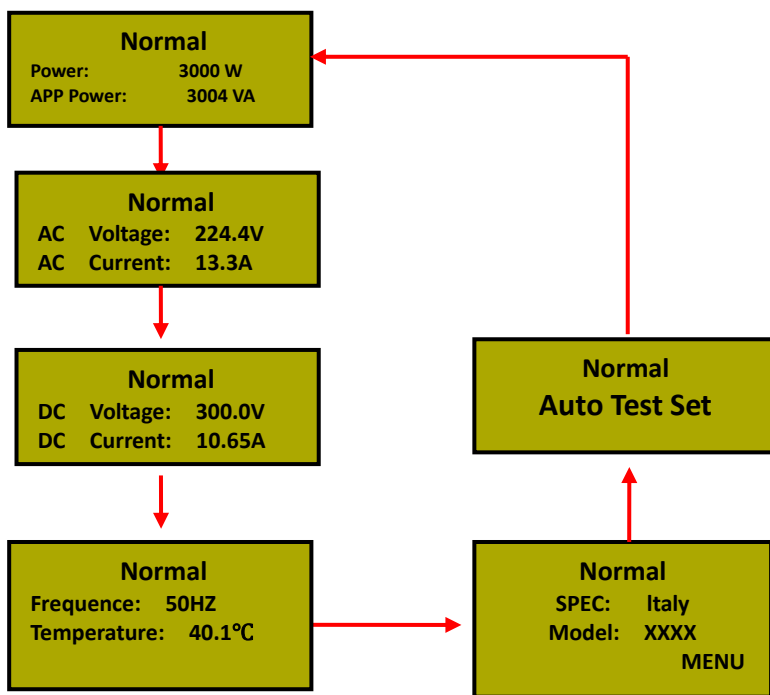 Normal
Power: 3000 W
APP Power: 3004 VA
Normal
AC Voltage: 224.4V
AC Current: 13.3A
Normal
DC Voltage: 300.0V
DC Current: 10.65A
Normal
Frequence: 50HZ
Temperature: 40.1℃
Normal
SPEC: Italy
Model: XXXX
MENU
Normal
Auto Test Set